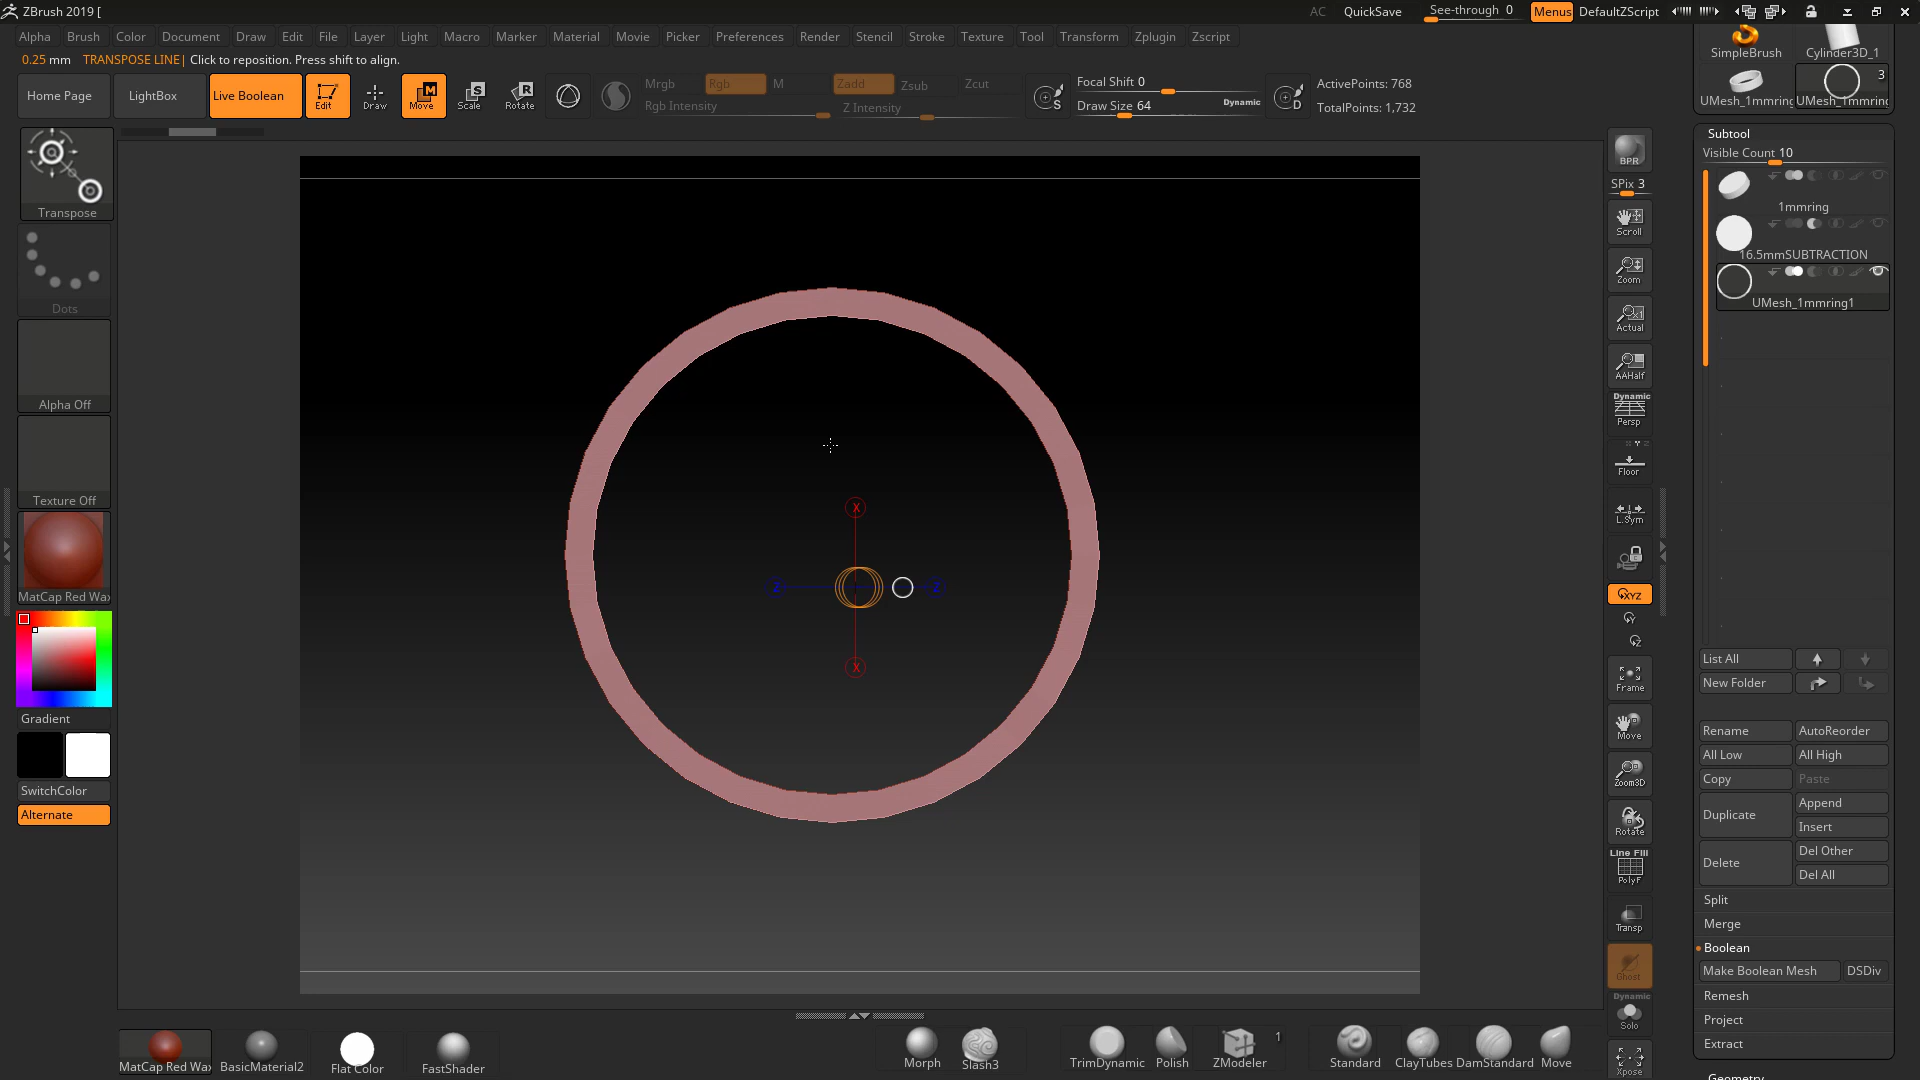 ZBrush 2019 [
AC QuickSave See-through 0 Menus DefaultZScript
Alpha Brush Color Document Draw Edit File Layer Light Macro Marker Material Movie Picker Preferences Render Stencil Stroke Texture Tool Transform Zplugin Zscript
0.25 mm TRANSPOSE LINE| Click to reposition. Press shift to align.
Home Page LightBox Live Boolean Edit Draw Move Scale Rotate
Mrgb Rgb M Zadd Zsub Zcut
Rgb Intensity Z Intensity
Focal Shift 0
Draw Size 64 Dynamic
ActivePoints: 768
TotalPoints: 1,732
Transpose
Dots
Alpha Off
Texture Off
MatCap Red Wax
Gradient
SwitchColor
Alternate
X
Z Z
X
BPR
SPix 3
Scroll
Zoom
Actual
AAHalf
Dynamic
Persp
Floor
L.Sym
XYZ
Y
Z
Frame
Move
Zoom3D
Rotate
Line Fill
PolyF
Transp
Ghost
Dynamic
Solo
Xpose
SimpleBrush Cylinder3D_1
3
UMesh_1mmring UMesh_1mmring
Subtool
Visible Count 10
1mmring
16.5mmSUBTRACTION
UMesh_1mmring1
List All
New Folder
Rename AutoReorder
All Low All High
Copy Paste
Duplicate Append
Insert
Delete Del Other
Del All
Split
Merge
Boolean
Make Boolean Mesh DSDiv
Remesh
Project
Extract
Geometry
MatCap Red Wax BasicMaterial2 Flat Color FastShader
Morph Slash3
TrimDynamic Polish ZModeler 1
Standard ClayTubes DamStandard Move